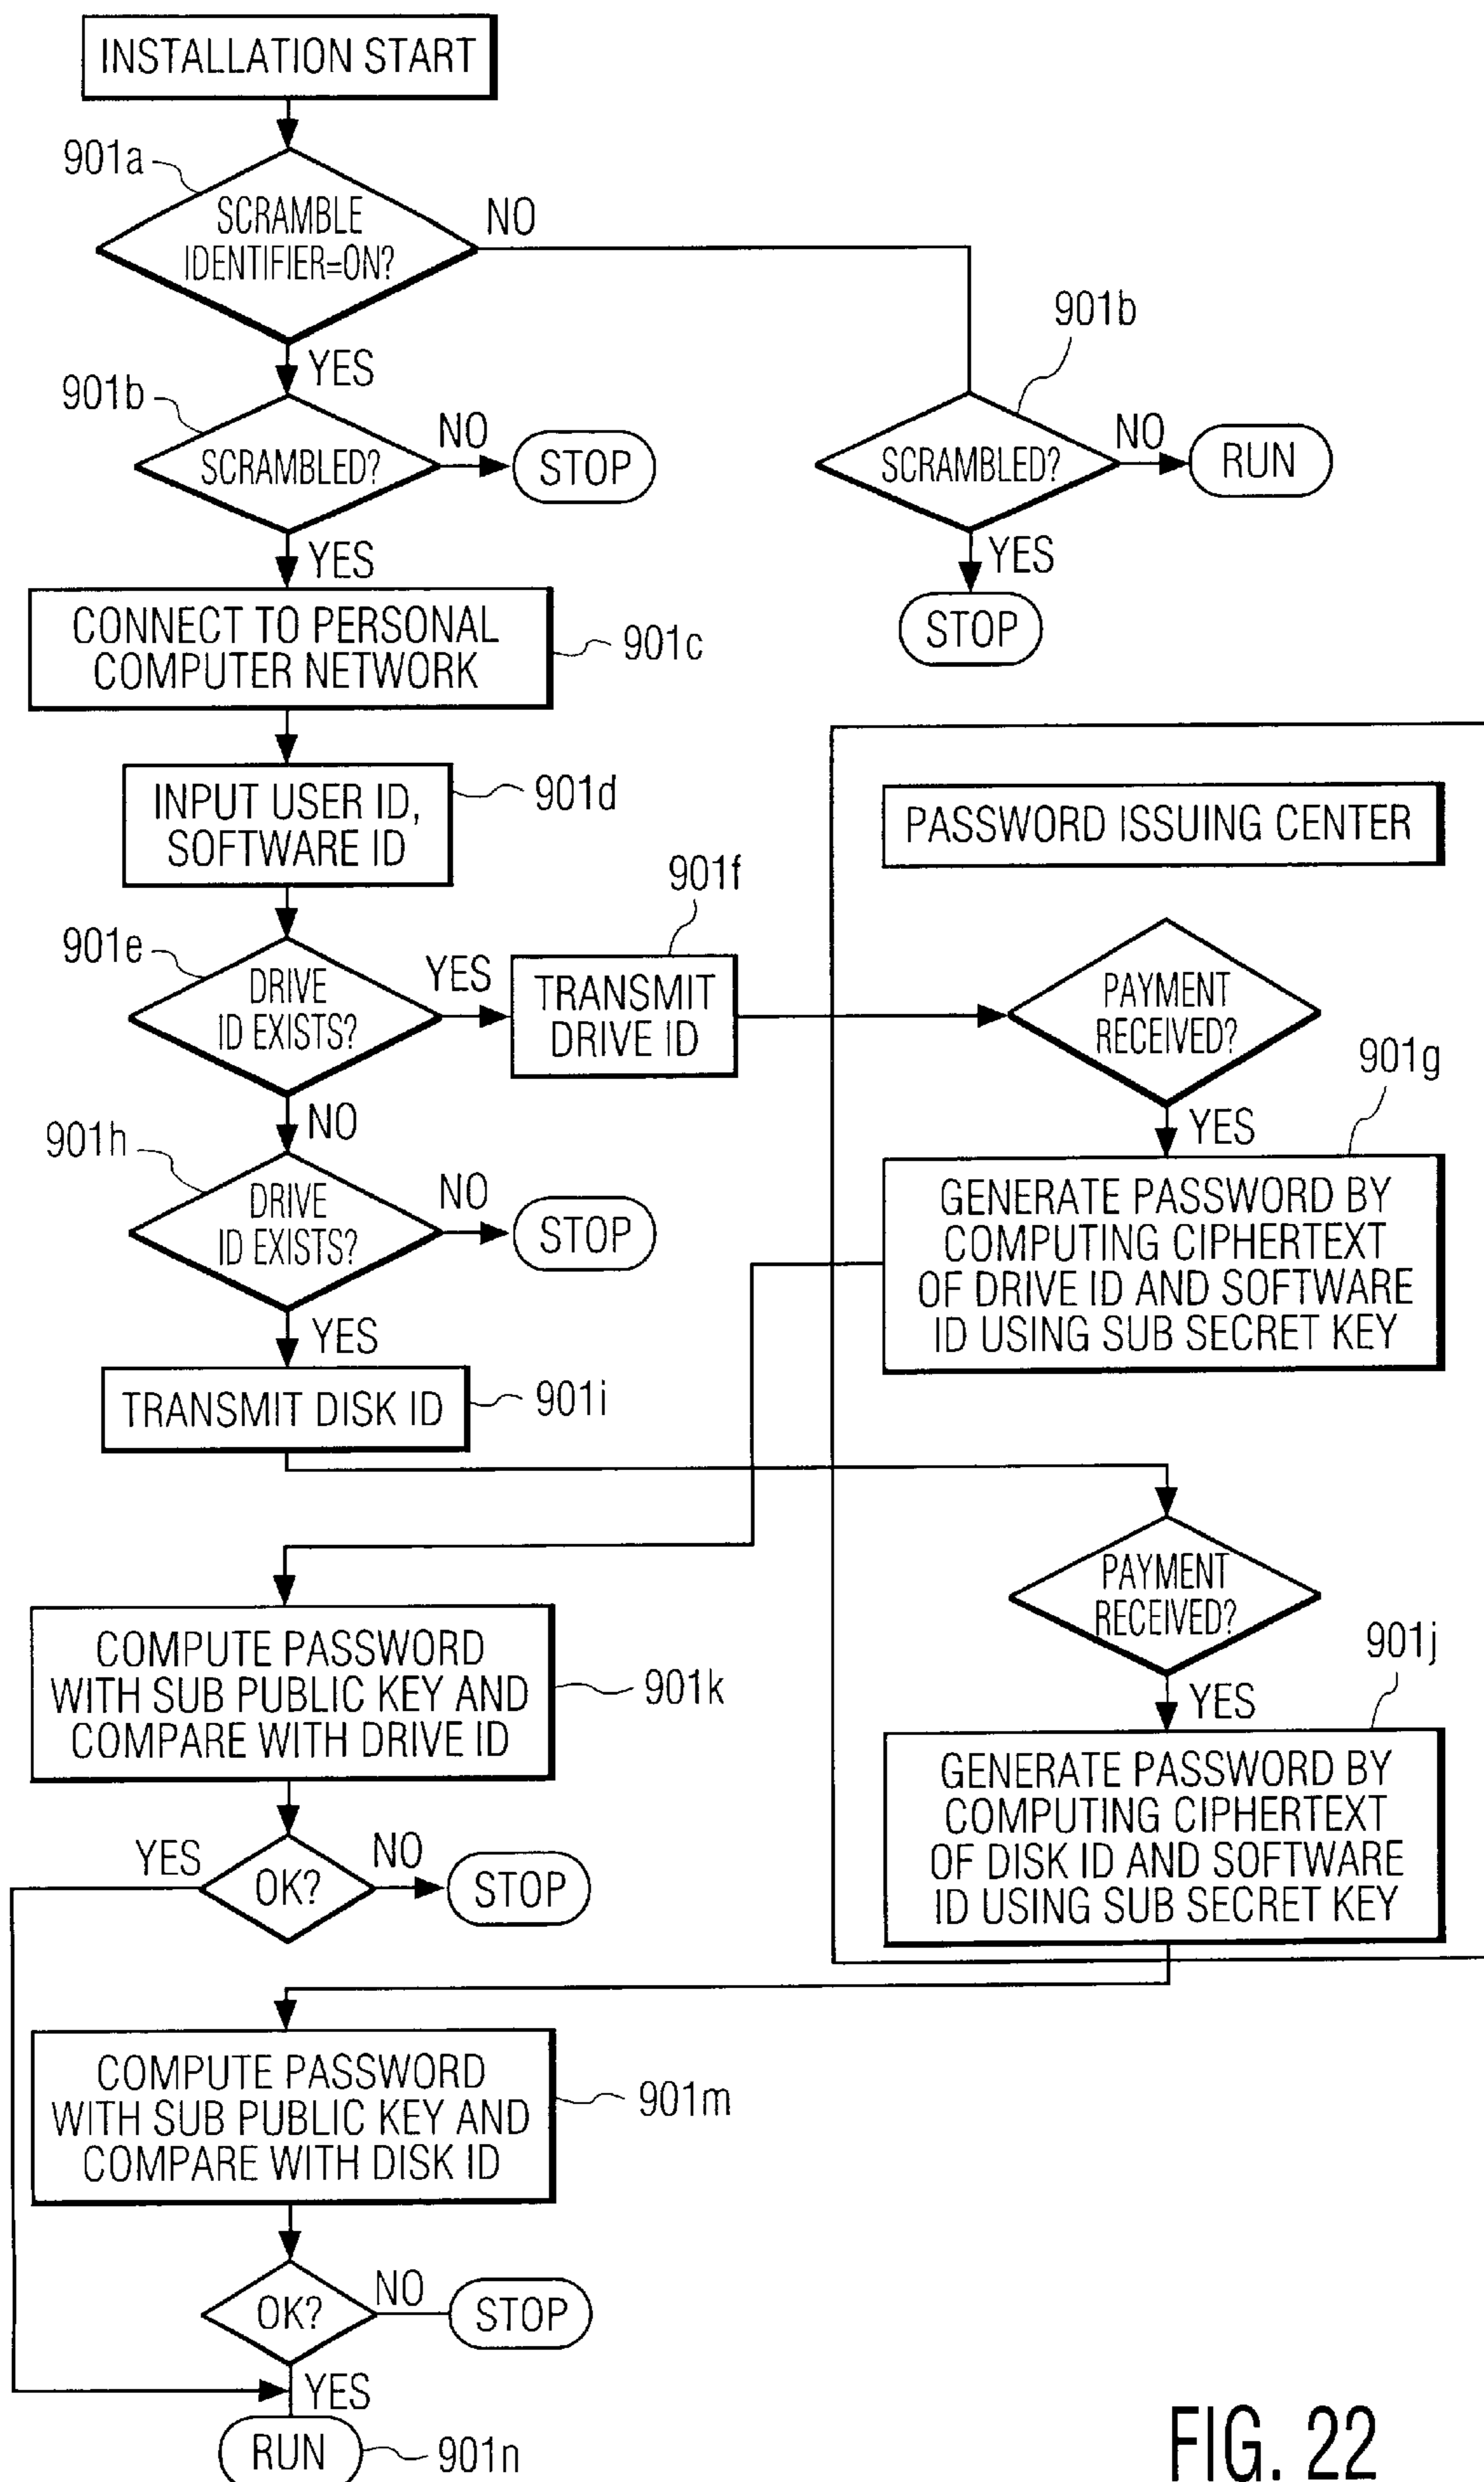 INSTALLATION START
901a
SCRAMBLE
IDENTIFIER=ON?
NO
YES
901b
SCRAMBLED?
NO
STOP
YES
901b
SCRAMBLED?
NO
RUN
YES
STOP
CONNECT TO PERSONAL
COMPUTER NETWORK
901c
INPUT USER ID,
SOFTWARE ID
901d
PASSWORD ISSUING CENTER
901e
DRIVE
ID EXISTS?
YES
901f
TRANSMIT
DRIVE ID
PAYMENT
RECEIVED?
901g
YES
NO
901h
DRIVE
ID EXISTS?
NO
STOP
GENERATE PASSWORD BY
COMPUTING CIPHERTEXT
OF DRIVE ID AND SOFTWARE
ID USING SUB SECRET KEY
YES
TRANSMIT DISK ID
901i
PAYMENT
RECEIVED?
901j
YES
COMPUTE PASSWORD
WITH SUB PUBLIC KEY AND
COMPARE WITH DRIVE ID
901k
GENERATE PASSWORD BY
COMPUTING CIPHERTEXT
OF DISK ID AND SOFTWARE
ID USING SUB SECRET KEY
YES
OK?
NO
STOP
COMPUTE PASSWORD
WITH SUB PUBLIC KEY AND
COMPARE WITH DISK ID
901m
OK?
NO
STOP
YES
RUN
901n
FIG. 22